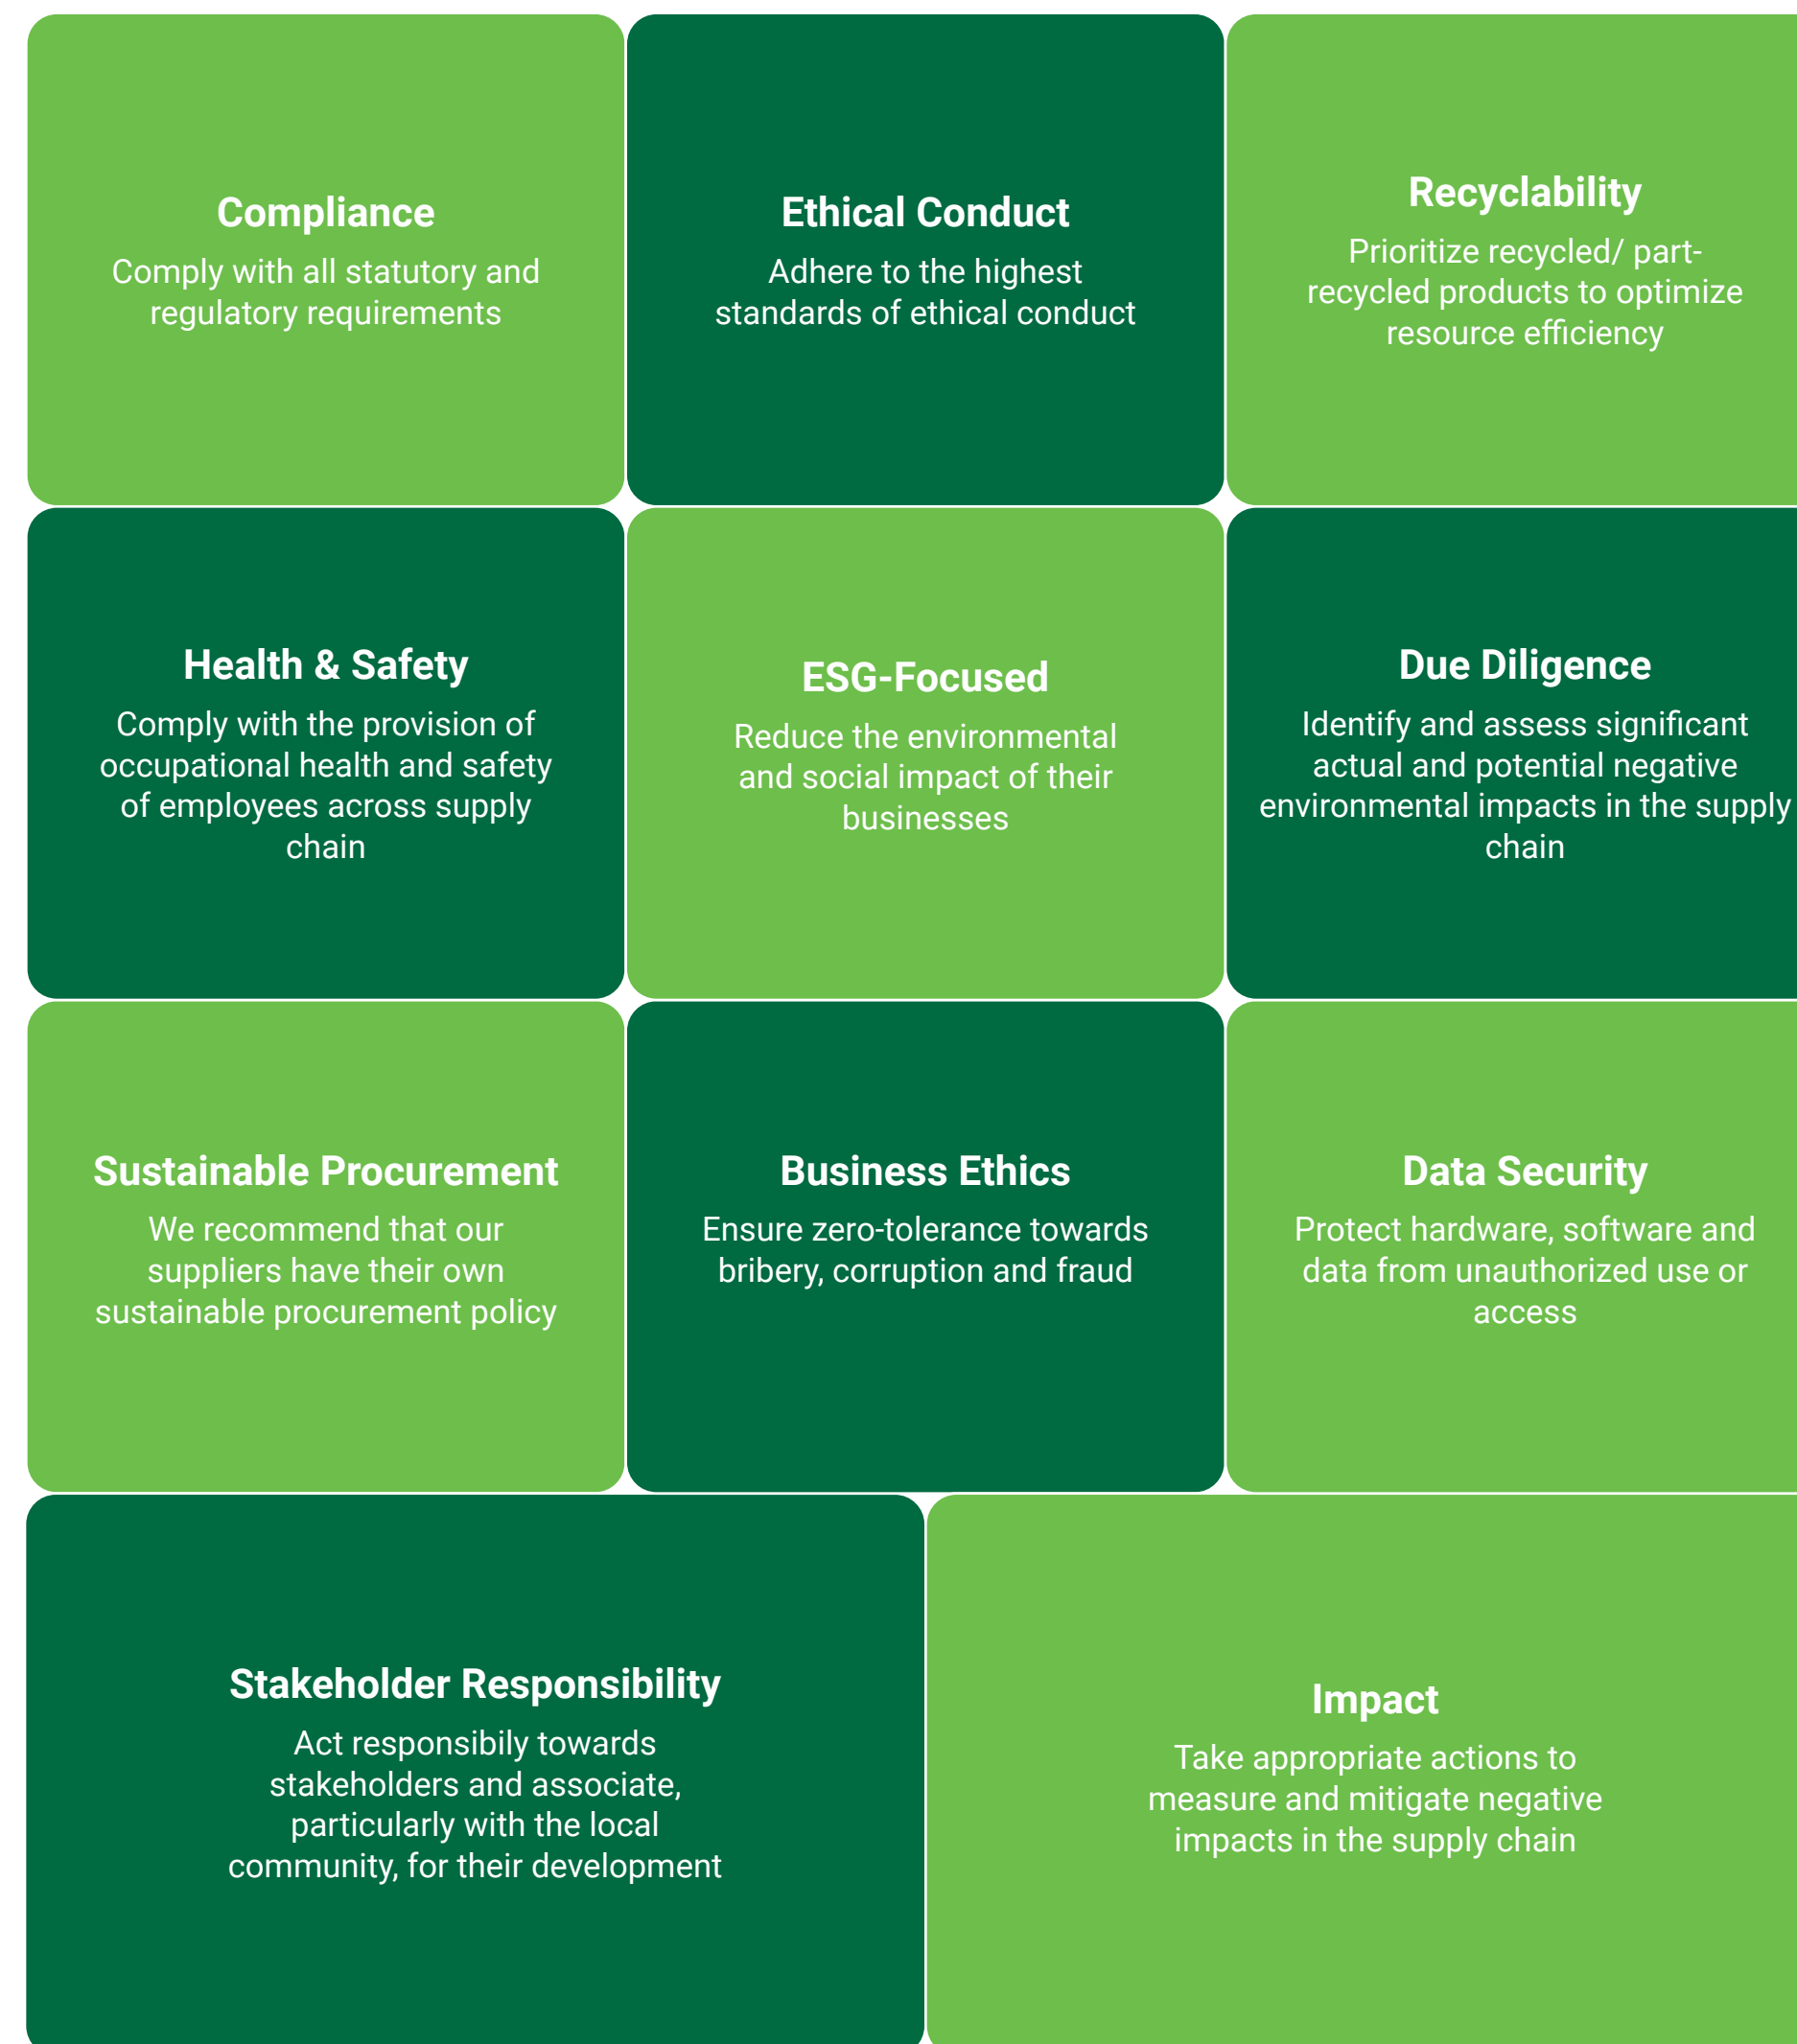 Compliance
Comply with all statutory and
regulatory requirements
Ethical Conduct
Adhere to the highest
standards of ethical conduct
Recyclability
Prioritize recycled/ part-
recycled products to optimize
resource efficiency
Health & Safety
Comply with the provision of
occupational health and safety
of employees across supply
chain
ESG-Focused
Reduce the environmental
and social impact of their
businesses
Due Diligence
Identify and assess significant
actual and potential negative
environmental impacts in the supply
chain
Sustainable Procurement
We recommend that our
suppliers have their own
sustainable procurement policy
Business Ethics
Ensure zero-tolerance towards
bribery, corruption and fraud
Data Security
Protect hardware, software and
data from unauthorized use or
access
Stakeholder Responsibility
Act responsibily towards
stakeholders and associate,
particularly with the local
community, for their development
Impact
Take appropriate actions to
measure and mitigate negative
impacts in the supply chain